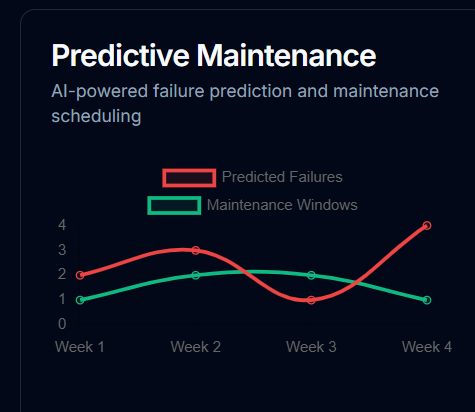 Predictive Maintenance
AI-powered failure prediction and maintenance
scheduling
Predicted Failures
Maintenance Windows
4
3
2
1
0
Week 1 Week 2 Week 3 Week 4